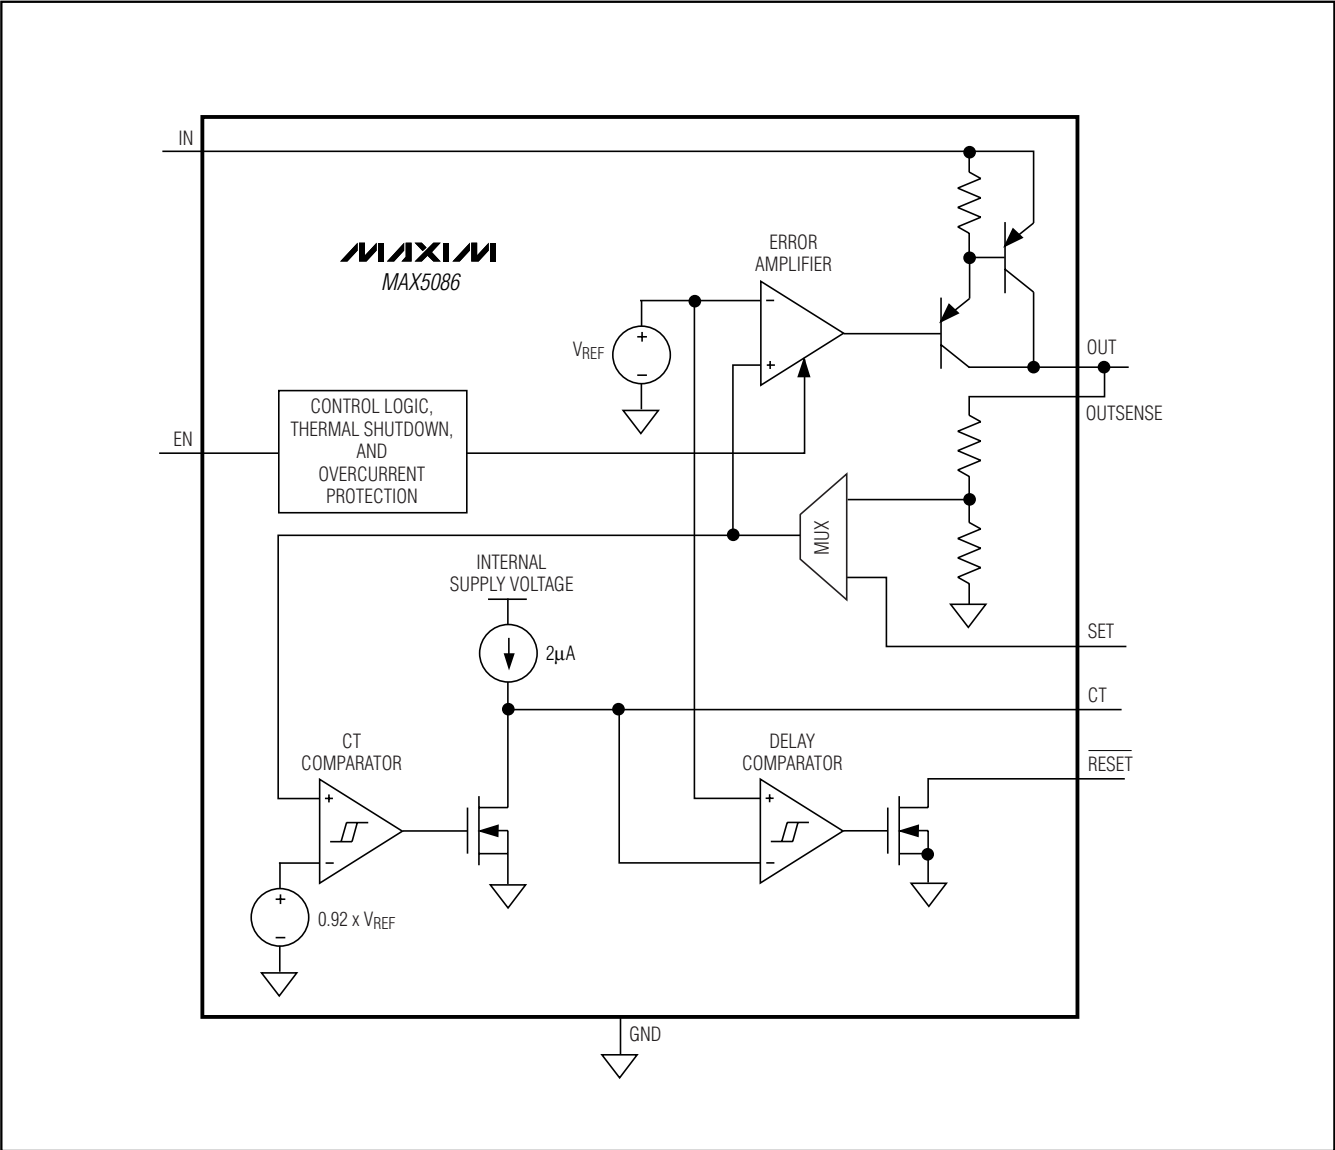 IN
MAXIM
MAX5086
ERROR
AMPLIFIER
−
+
VREF
+
−
OUT
OUTSENSE
EN
CONTROL LOGIC,
THERMAL SHUTDOWN,
AND
OVERCURRENT
PROTECTION
MUX
INTERNAL
SUPPLY VOLTAGE
2µA
SET
CT
RESET
CT
COMPARATOR
+
−
DELAY
COMPARATOR
+
−
+
−
0.92 x VREF
GND